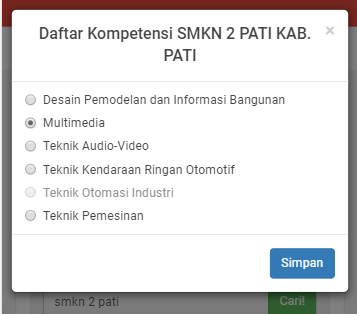 Daftar Kompetensi SMKN 2 PATI KAB.
PATI
×
Desain Pemodelan dan Informasi Bangunan
Multimedia
Teknik Audio-Video
Teknik Kendaraan Ringan Otomotif
Teknik Otomasi Industri
Teknik Pemesinan
Simpan
smkn 2 pati
Cari!